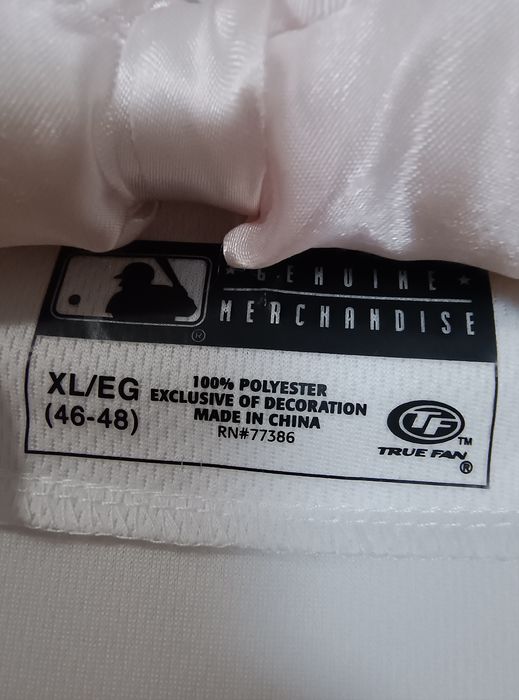 GENUINE
MERCHANDISE
®
XL/EG
(46-48)
100% POLYESTER
EXCLUSIVE OF DECORATION
MADE IN CHINA
RN#77386
TF
TM
TRUE FAN
®